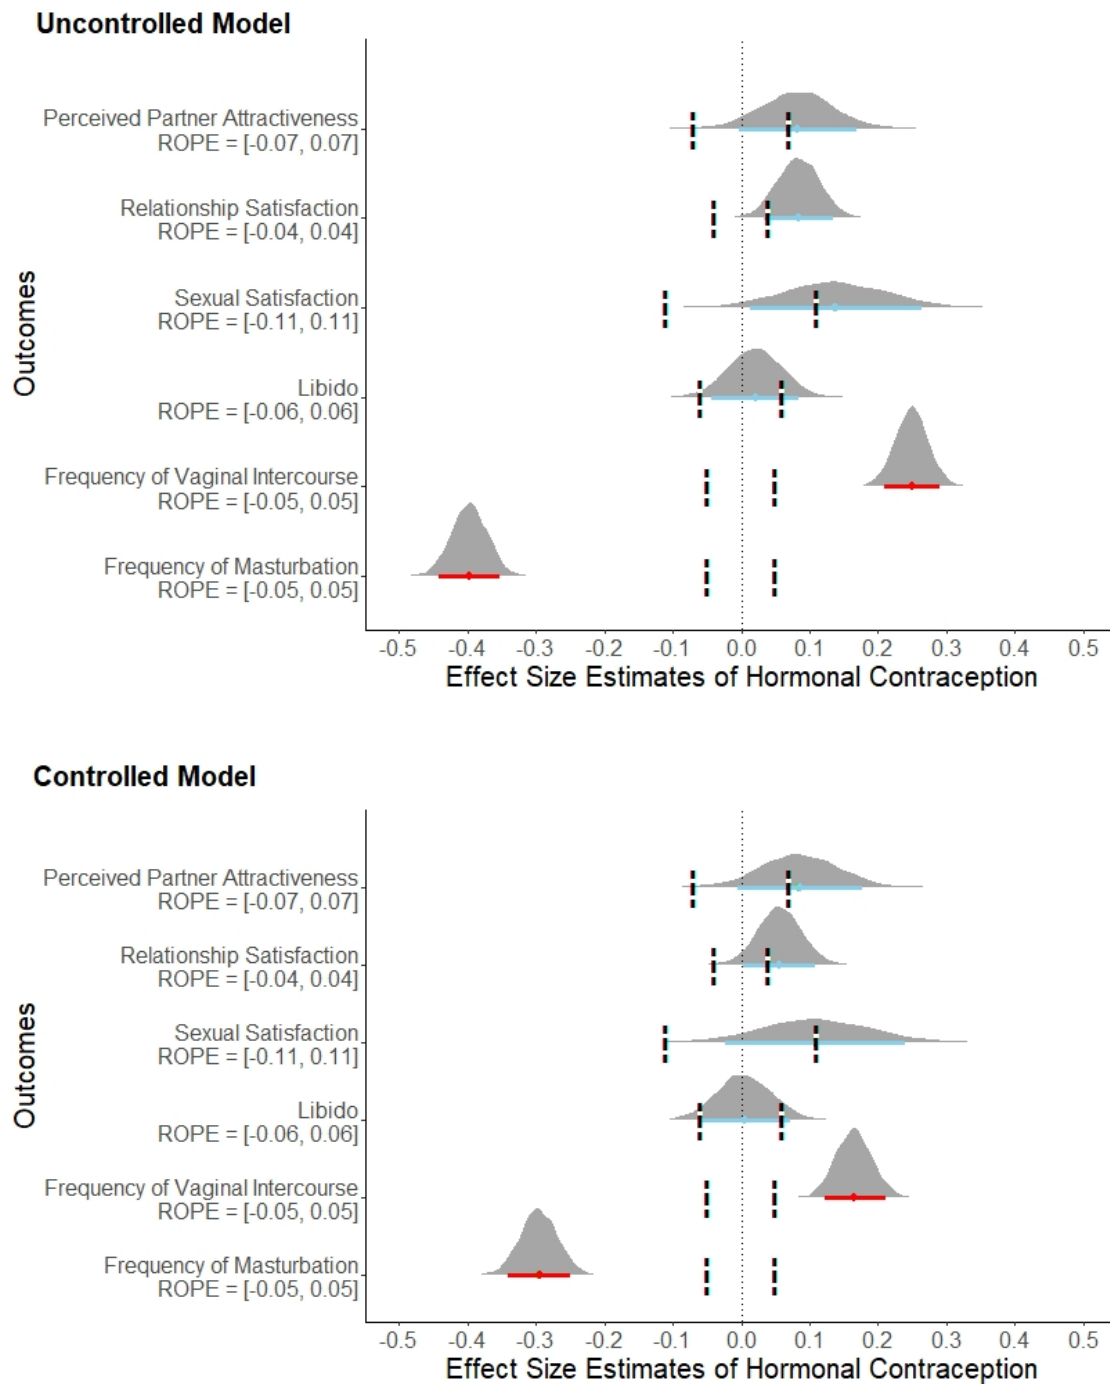 Uncontrolled Model
Perceived Partner Attractiveness
ROPE = [-0.07, 0.07]
Relationship Satisfaction
ROPE = [-0.04, 0.04]
Sexual Satisfaction
ROPE = [-0.11, 0.11]
Libido
ROPE = [-0.06, 0.06]
Frequency of Vaginal Intercourse
ROPE = [-0.05, 0.05]
Frequency of Masturbation
ROPE = [-0.05, 0.05]
Outcomes
-0.5 -0.4 -0.3 -0.2 -0.1 0.0 0.1 0.2 0.3 0.4 0.5
Effect Size Estimates of Hormonal Contraception
Controlled Model
Perceived Partner Attractiveness
ROPE = [-0.07, 0.07]
Relationship Satisfaction
ROPE = [-0.04, 0.04]
Sexual Satisfaction
ROPE = [-0.11, 0.11]
Libido
ROPE = [-0.06, 0.06]
Frequency of Vaginal Intercourse
ROPE = [-0.05, 0.05]
Frequency of Masturbation
ROPE = [-0.05, 0.05]
Outcomes
-0.5 -0.4 -0.3 -0.2 -0.1 0.0 0.1 0.2 0.3 0.4 0.5
Effect Size Estimates of Hormonal Contraception